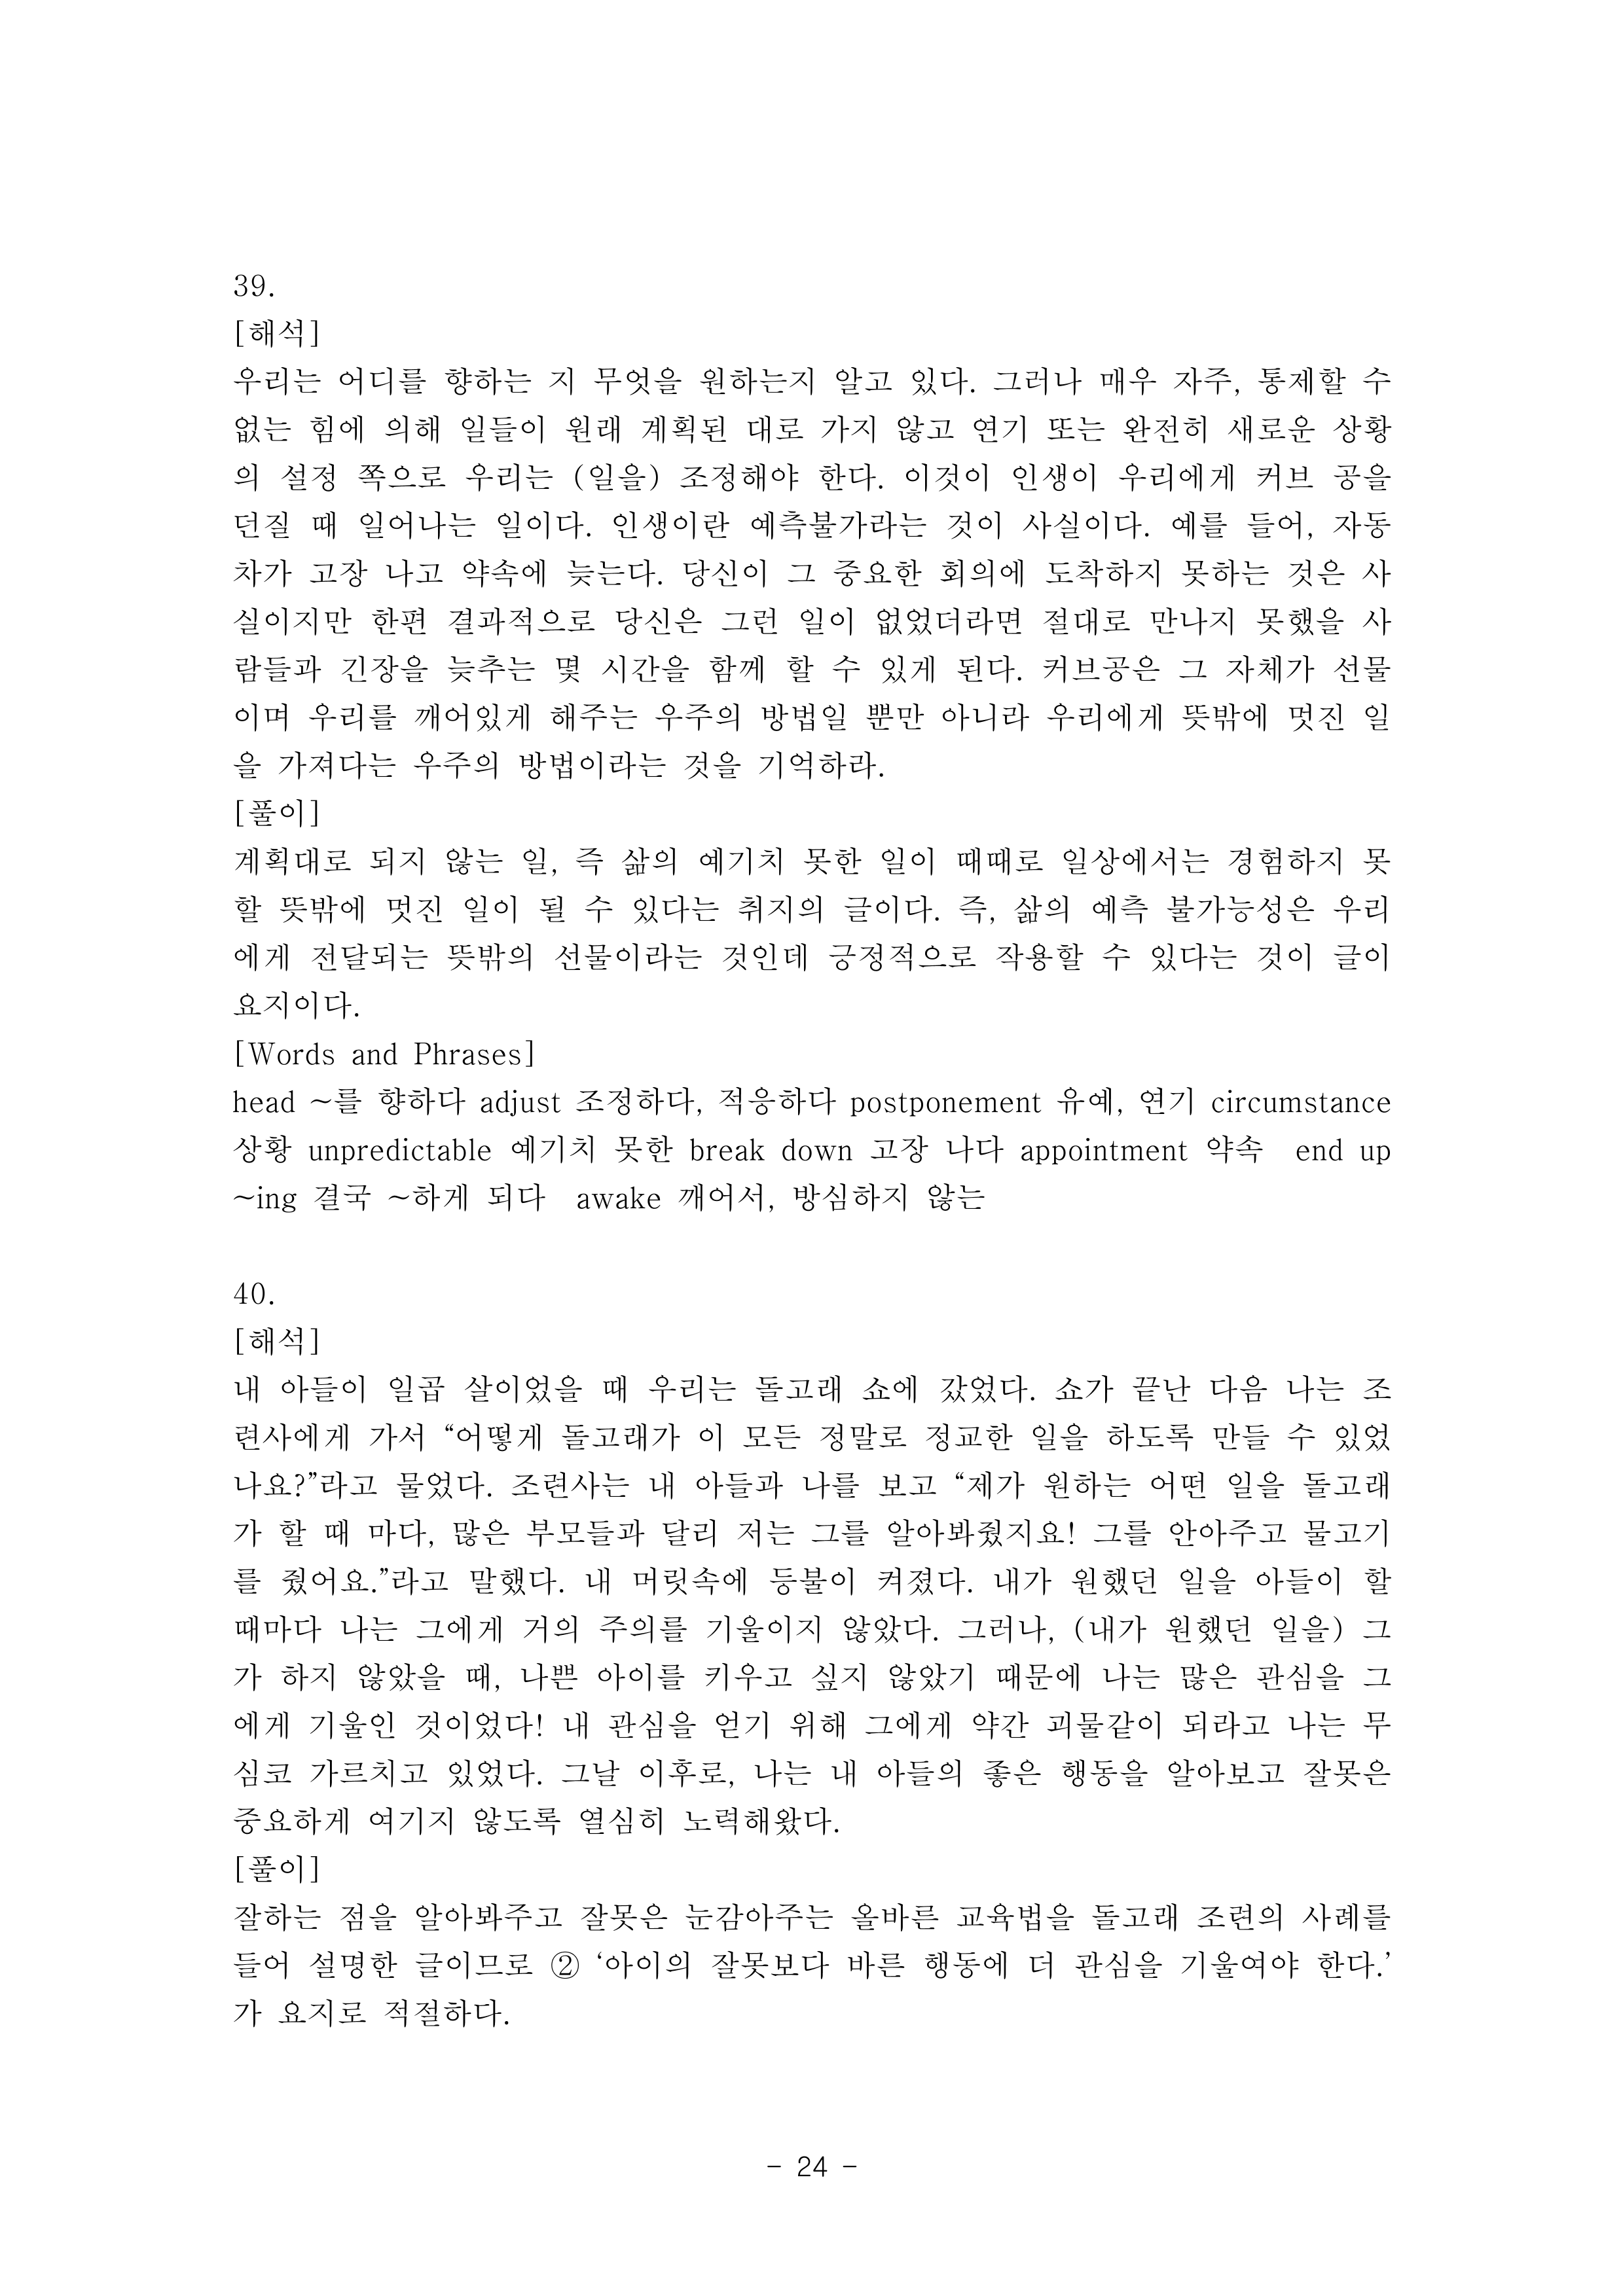 39.
[해석]
우리는 어디를 향하는 지 무엇을 원하는지 알고 있다. 그러나 매우 자주, 통제할 수
없는 힘에 의해 일들이 원래 계획된 대로 가지 않고 연기 또는 완전히 새로운 상황
의 설정 쪽으로 우리는 (일을) 조정해야 한다. 이것이 인생이 우리에게 커브 공을
던질 때 일어나는 일이다. 인생이란 예측불가라는 것이 사실이다. 예를 들어, 자동
차가 고장 나고 약속에 늦는다. 당신이 그 중요한 회의에 도착하지 못하는 것은 사
실이지만 한편 결과적으로 당신은 그런 일이 없었더라면 절대로 만나지 못했을 사
람들과 긴장을 늦추는 몇 시간을 함께 할 수 있게 된다. 커브공은 그 자체가 선물
이며 우리를 깨어있게 해주는 우주의 방법일 뿐만 아니라 우리에게 뜻밖에 멋진 일
을 가져다는 우주의 방법이라는 것을 기억하라.
[풀이]
계획대로 되지 않는 일, 즉 삶의 예기치 못한 일이 때때로 일상에서는 경험하지 못
할 뜻밖에 멋진 일이 될 수 있다는 취지의 글이다. 즉, 삶의 예측 불가능성은 우리
에게 전달되는 뜻밖의 선물이라는 것인데 긍정적으로 작용할 수 있다는 것이 글이
요지이다.
[Words and Phrases]
head ~를 향하다 adjust 조정하다, 적응하다 postponement 유예, 연기 circumstance
상황 unpredictable 예기치 못한 break down 고장 나다 appointment 약속 end up
~ing 결국 ~하게 되다 awake 깨어서, 방심하지 않는
40.
[해석]
내 아들이 일곱 살이었을 때 우리는 돌고래 쇼에 갔었다. 쇼가 끝난 다음 나는 조
련사에게 가서 “어떻게 돌고래가 이 모든 정말로 정교한 일을 하도록 만들 수 있었
나요?”라고 물었다. 조련사는 내 아들과 나를 보고 “제가 원하는 어떤 일을 돌고래
가 할 때 마다, 많은 부모들과 달리 저는 그를 알아봐줬지요! 그를 안아주고 물고기
를 줬어요.”라고 말했다. 내 머릿속에 등불이 켜졌다. 내가 원했던 일을 아들이 할
때마다 나는 그에게 거의 주의를 기울이지 않았다. 그러나, (내가 원했던 일을) 그
가 하지 않았을 때, 나쁜 아이를 키우고 싶지 않았기 때문에 나는 많은 관심을 그
에게 기울인 것이었다! 내 관심을 얻기 위해 그에게 약간 괴물같이 되라고 나는 무
심코 가르치고 있었다. 그날 이후로, 나는 내 아들의 좋은 행동을 알아보고 잘못은
중요하게 여기지 않도록 열심히 노력해왔다.
[풀이]
잘하는 점을 알아봐주고 잘못은 눈감아주는 올바른 교육법을 돌고래 조련의 사례를
들어 설명한 글이므로 ② ‘아이의 잘못보다 바른 행동에 더 관심을 기울여야 한다.’
가 요지로 적절하다.
- 24 -